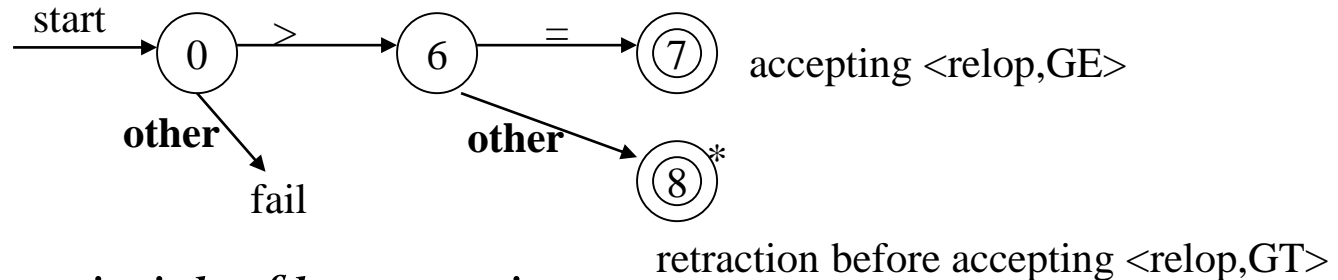 start
0 > 6 = 7 accepting <relop,GE>
other other
8 *
fail
retraction before accepting <relop,GT>